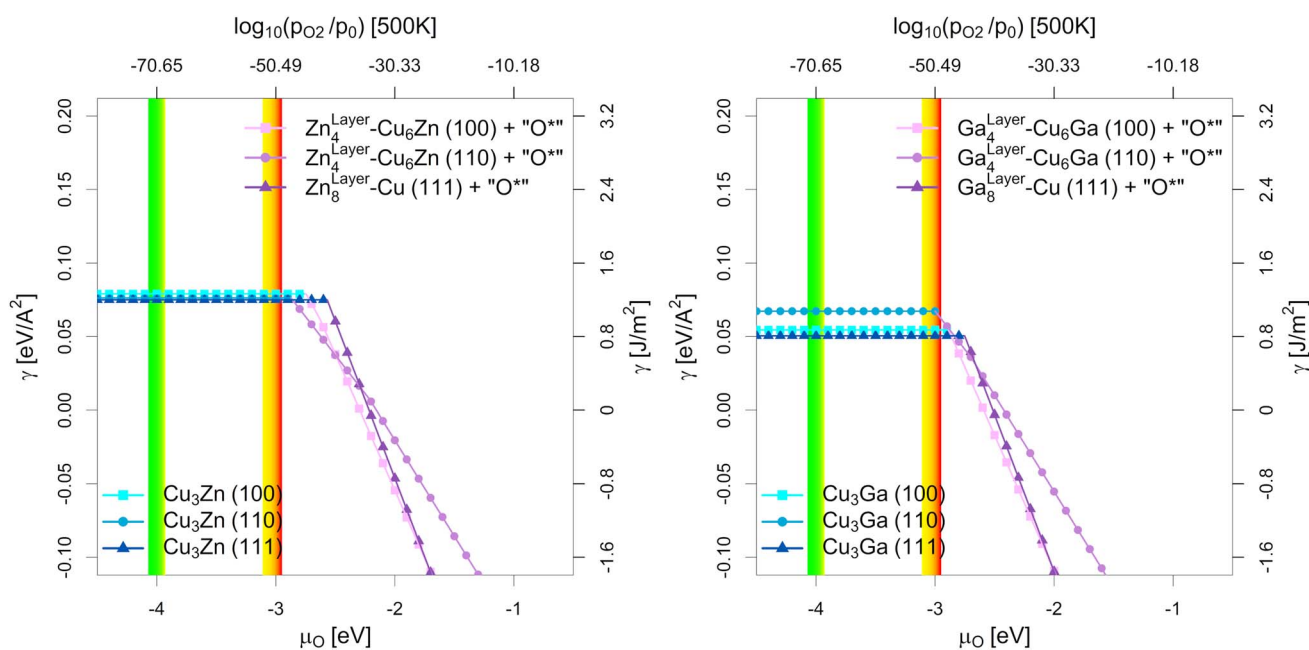 log10(pO2/p0) [500K]
-70.65 -50.49 -30.33 -10.18
Zn4Layer-Cu6Zn (100) + "O*"
Zn4Layer-Cu6Zn (110) + "O*"
Zn8Layer-Cu (111) + "O*"
γ [eV/A2]
0.20
0.15
0.10
0.05
0.00
-0.05
-0.10
3.2
2.4
1.6
0.8
0
-0.8
-1.6
γ [J/m2]
Cu3Zn (100)
Cu3Zn (110)
Cu3Zn (111)
-4 -3 -2 -1
μO [eV]
log10(pO2/p0) [500K]
-70.65 -50.49 -30.33 -10.18
Ga4Layer-Cu6Ga (100) + "O*"
Ga4Layer-Cu6Ga (110) + "O*"
Ga8Layer-Cu (111) + "O*"
γ [eV/A2]
0.20
0.15
0.10
0.05
0.00
-0.05
-0.10
3.2
2.4
1.6
0.8
0
-0.8
-1.6
γ [J/m2]
Cu3Ga (100)
Cu3Ga (110)
Cu3Ga (111)
-4 -3 -2 -1
μO [eV]